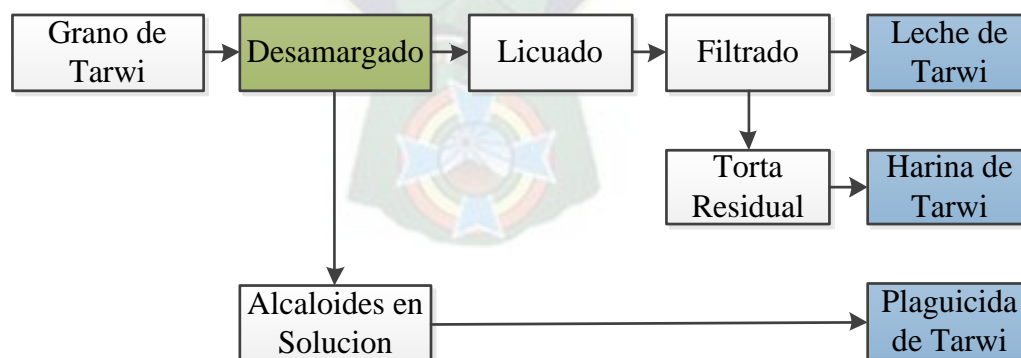 Grano de
Tarwi
Desamargado
Licuado
Filtrado
Leche de
Tarwi
Torta
Residual
Harina de
Tarwi
Alcaloides en
Solucion
Plaguicida
de Tarwi